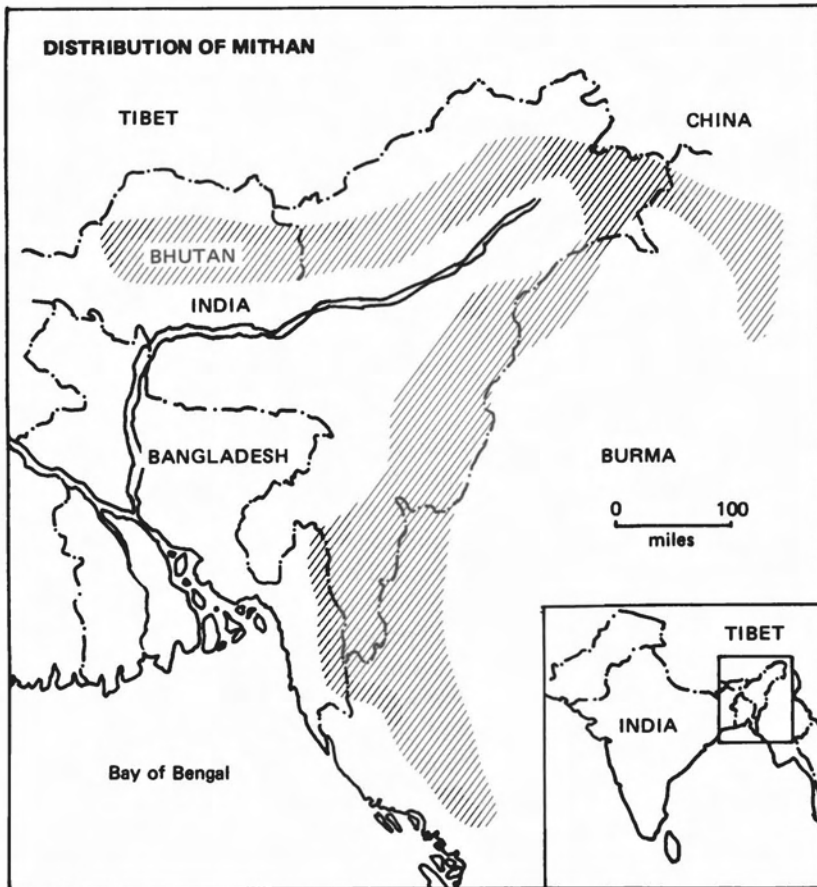 DISTRIBUTION OF MITHAN
TIBET
CHINA
BHUTAN
INDIA
BANGLADESH
BURMA
0 100
miles
Bay of Bengal
TIBET
INDIA